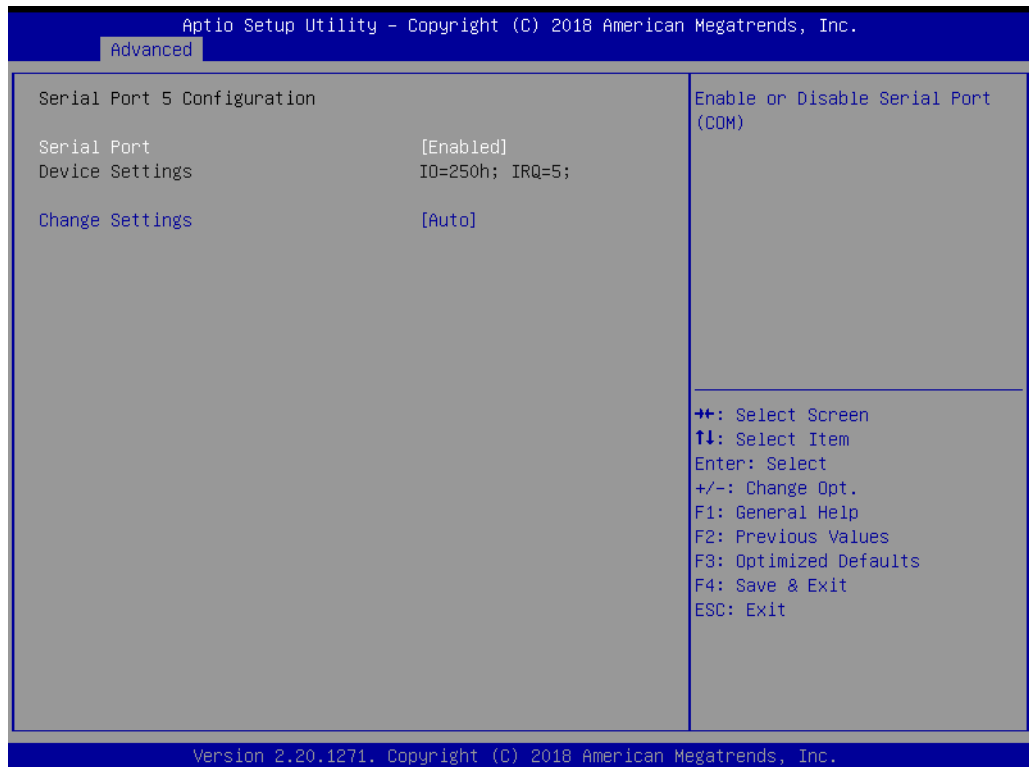 Aptio Setup Utility – Copyright (C) 2018 American Megatrends, Inc.
Advanced
Serial Port 5 Configuration
Serial Port [Enabled]
Device Settings IO=250h; IRQ=5;
Change Settings [Auto]
Enable or Disable Serial Port
(COM)
→←: Select Screen
↑↓: Select Item
Enter: Select
+/-: Change Opt.
F1: General Help
F2: Previous Values
F3: Optimized Defaults
F4: Save & Exit
ESC: Exit
Version 2.20.1271. Copyright (C) 2018 American Megatrends, Inc.